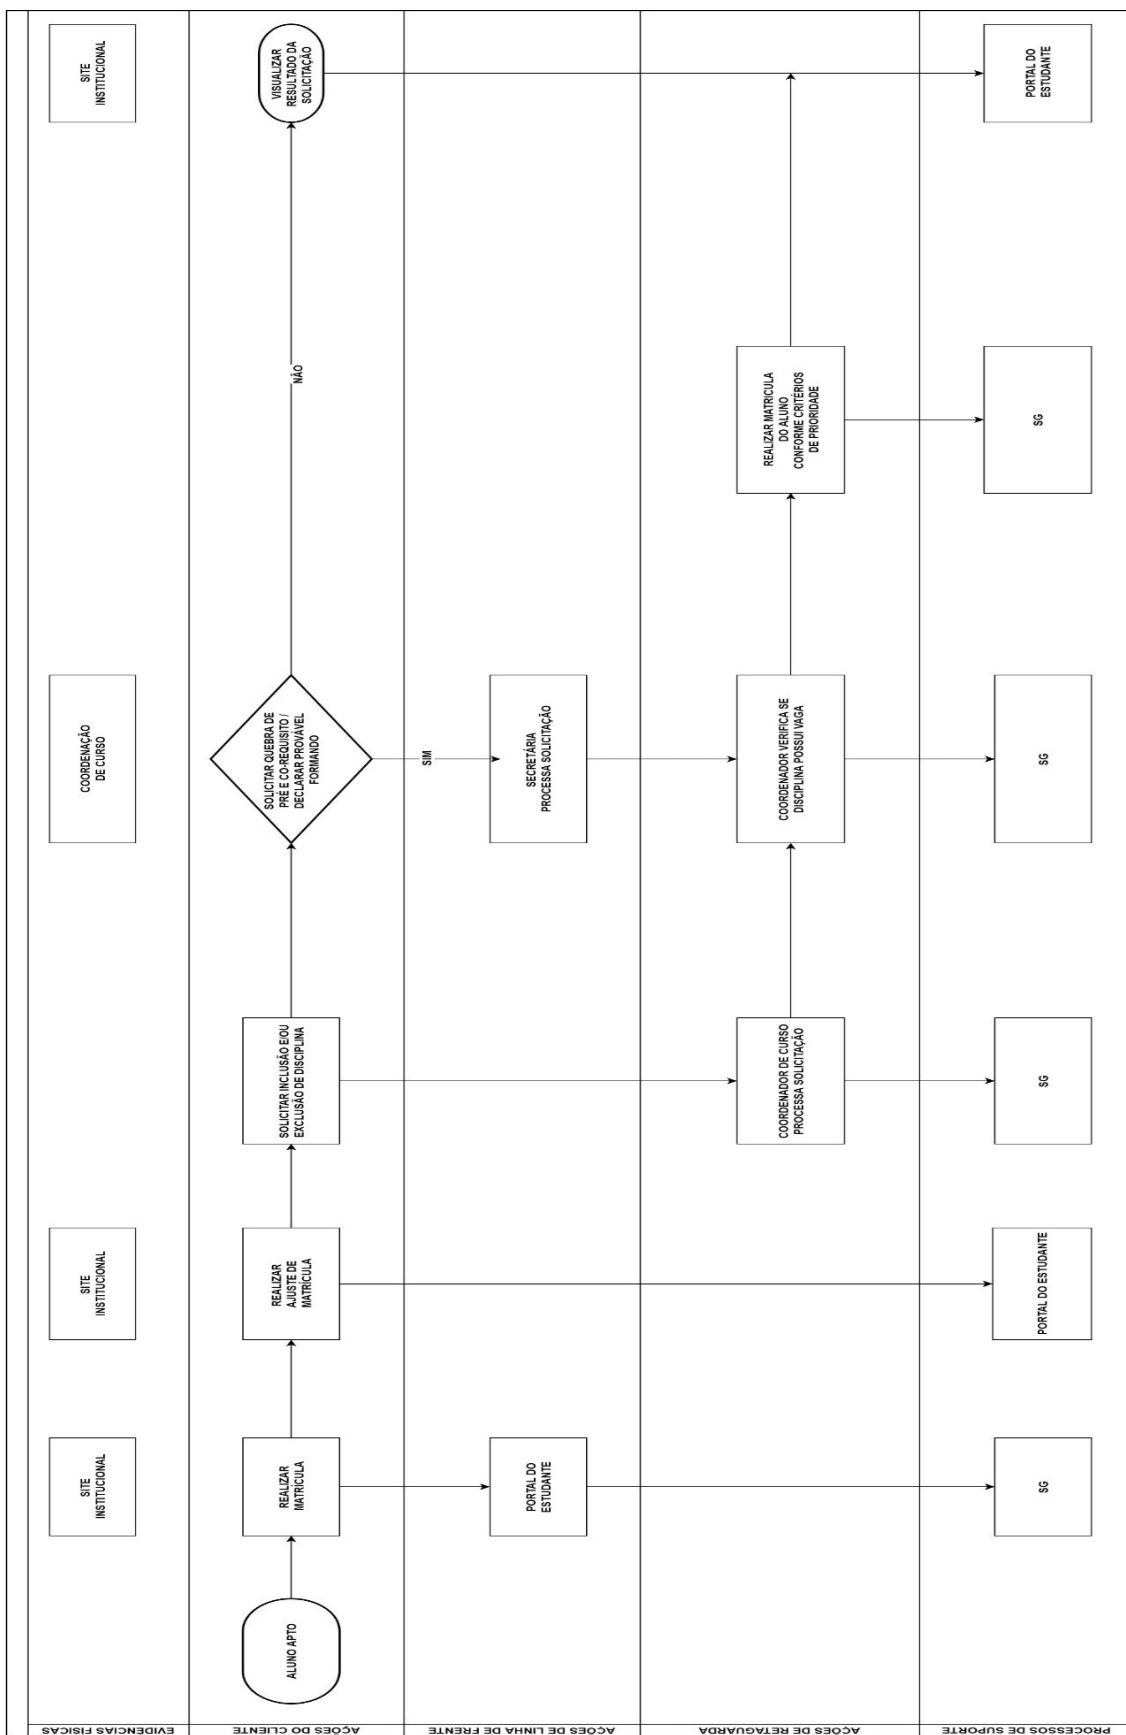 EVIDENCIAS FÍSICAS
SITE
INSTITUCIONAL
SITE
INSTITUCIONAL
COORDENAÇÃO
DE CURSO
SITE
INSTITUCIONAL
AÇÕES DO CLIENTE
ALUNO APTO
REALIZAR
MATRÍCULA
REALIZAR
AJUSTE DE
MATRÍCULA
SOLICITAR INCLUSÃO E/OU
EXCLUSÃO DE DISCIPLINA
SOLICITAR QUEBRA DE
PRÉ E CO-REQUISITO /
DECLARAR PROVÁVEL
FORMANDO
NÃO
VISUALIZAR
RESULTADO DA
SOLICITAÇÃO
SIM
AÇÕES DE LINHA DE FRENTE
PORTAL DO
ESTUDANTE
SECRETÁRIA
PROCESSA SOLICITAÇÃO
AÇÕES DE RETAGUARDA
COORDENADOR DE CURSO
PROCESSA SOLICITAÇÃO
COORDENADOR VERIFICA SE
DISCIPLINA POSSUI VAGA
REALIZAR MATRICULA
DO ALUNO
CONFORME CRITÉRIOS
DE PRIORIDADE
PROCESSOS DE SUPORTE
SG
PORTAL DO ESTUDANTE
SG
SG
SG
PORTAL DO
ESTUDANTE